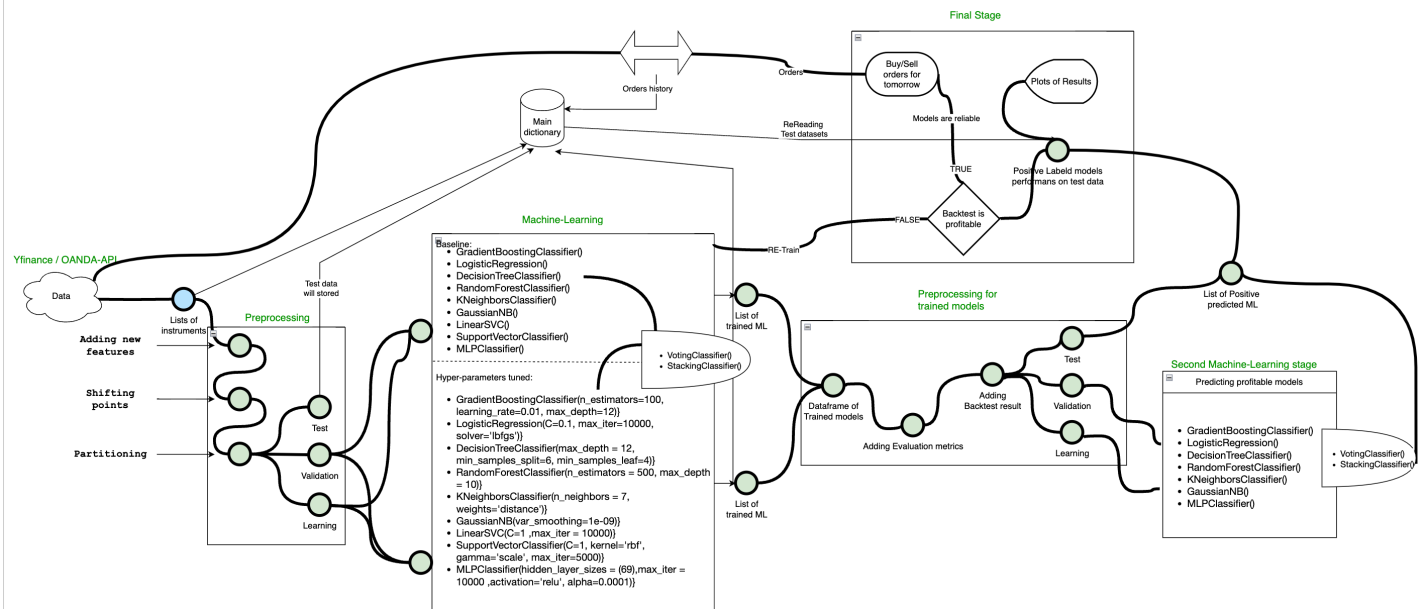 Final Stage
Buy/Sell
orders for
tomorrow
Plots of Results
Orders
Orders history
Main
dictionary
ReReading
Test datasets
Models are reliable
TRUE
Positive Labeld models
performans on test data
Backtest is
profitable
FALSE
RE-Train
Yfinance / OANDA-API
Data
Lists of
instruments
Test data
will stored
Preprocessing
Adding new
features
Shifting
points
Partitioning
Test
Validation
Learning
Machine-Learning
Baseline:
• GradientBoostingClassifier()
• LogisticRegression()
• DecisionTreeClassifier()
• RandomForestClassifier()
• KNeighborsClassifier()
• GaussianNB()
• LinearSVC()
• SupportVectorClassifier()
• MLPClassifier()
• VotingClassifier()
• StackingClassifier()
Hyper-parameters tuned:
• GradientBoostingClassifier(n_estimators=100,
learning_rate=0.01, max_depth=12)}
• LogisticRegression(C=0.1, max_iter=10000,
solver='lbfgs')}
• DecisionTreeClassifier(max_depth = 12,
min_samples_split=6, min_samples_leaf=4)}
• RandomForestClassifier(n_estimators = 500, max_depth
= 10)}
• KNeighborsClassifier(n_neighbors = 7,
weights='distance')}
• GaussianNB(var_smoothing=1e-09)}
• LinearSVC(C=1 ,max_iter = 10000)}
• SupportVectorClassifier(C=1, kernel='rbf',
gamma='scale', max_iter=5000)}
• MLPClassifier(hidden_layer_sizes = (69),max_iter =
10000 ,activation='relu', alpha=0.0001)}
List of
trained ML
List of
trained ML
Preprocessing for
trained models
Dataframe of
Trained models
Adding Evaluation metrics
Adding
Backtest result
Test
Validation
Learning
List of Positive
predicted ML
Second Machine-Learning stage
Predicting profitable models
• GradientBoostingClassifier()
• LogisticRegression()
• DecisionTreeClassifier()
• RandomForestClassifier()
• KNeighborsClassifier()
• GaussianNB()
• MLPClassifier()
• VotingClassifier()
• StackingClassifier()